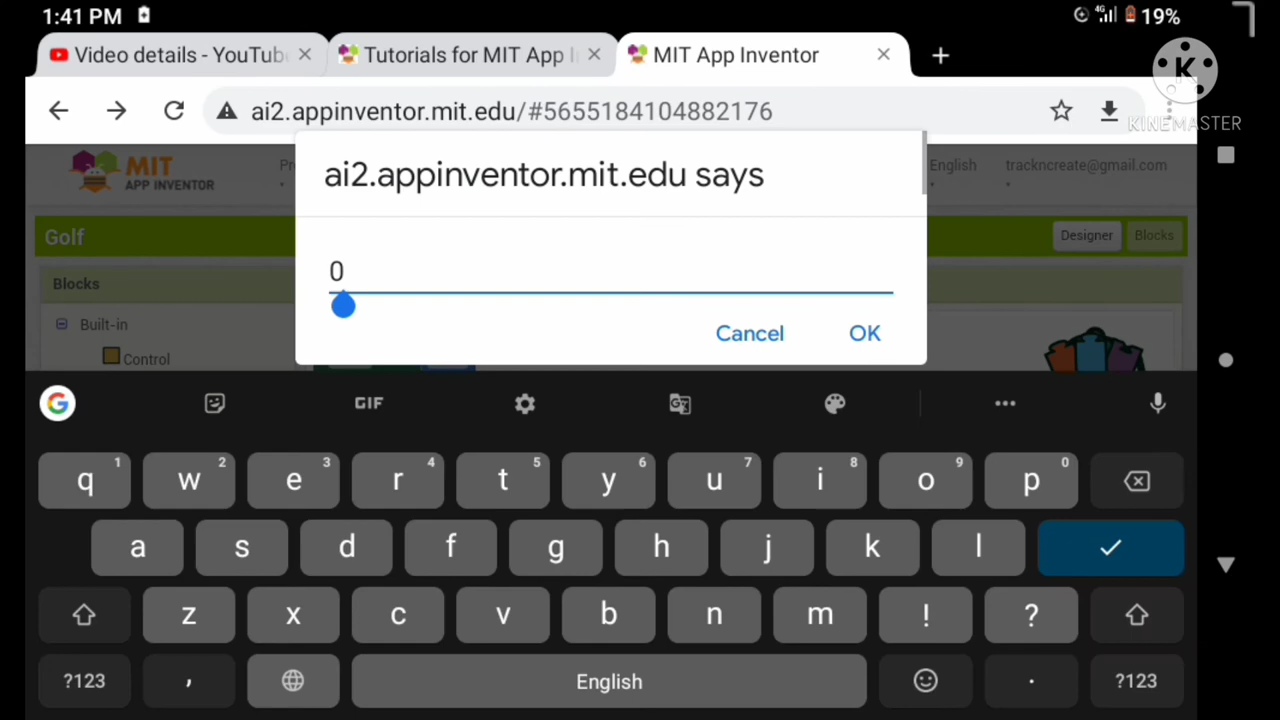 1:41 PM
4G 19%
Video details - YouTub
Tutorials for MIT App I
MIT App Inventor
K
KINEMASTER
ai2.appinventor.mit.edu/#5655184104882176
MIT
APP INVENTOR
Pr
English
trackncreate@gmail.com
ai2.appinventor.mit.edu says
Golf
Designer
Blocks
0
Blocks
Built-in
Control
Cancel
OK
G
GIF
q 1 w 2 e 3 r 4 t 5 y 6 u 7 i 8 o 9 p 0
a s d f g h j k l
z x c v b n m ! ?
?123 , English . ?123